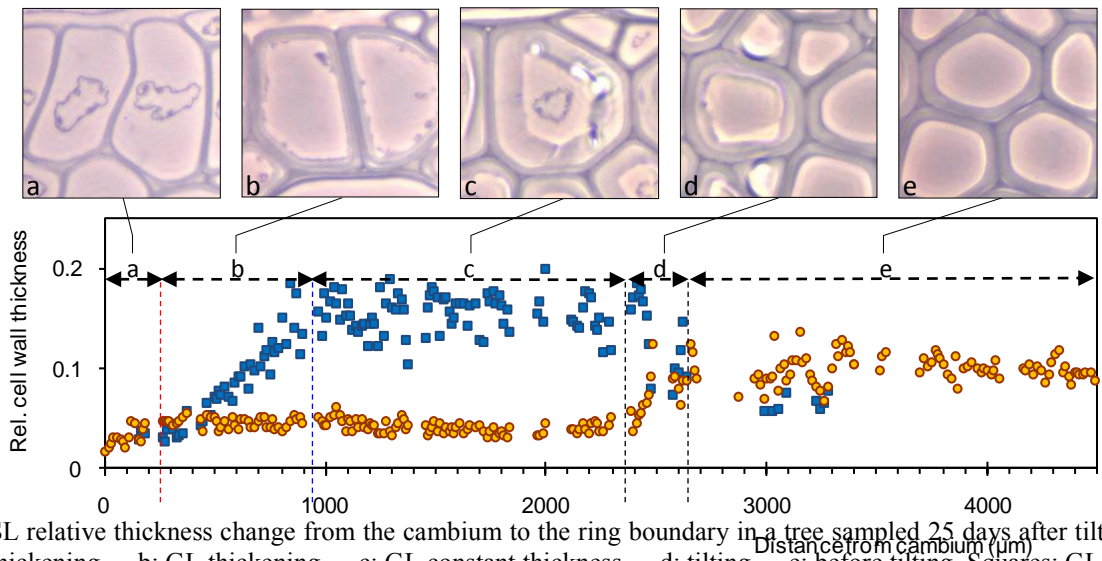 a b c d e
a b c d e
Rel. cell wall thickness
0.2
0.1
0
0 1000 2000 3000 4000
Distance from cambium (μm)
SL relative thickness change from the cambium to the ring boundary in a tree sampled 25 days after tilt
b: GL thickening c: GL constant thickness d: tilting e: before tilting. Squares: GL